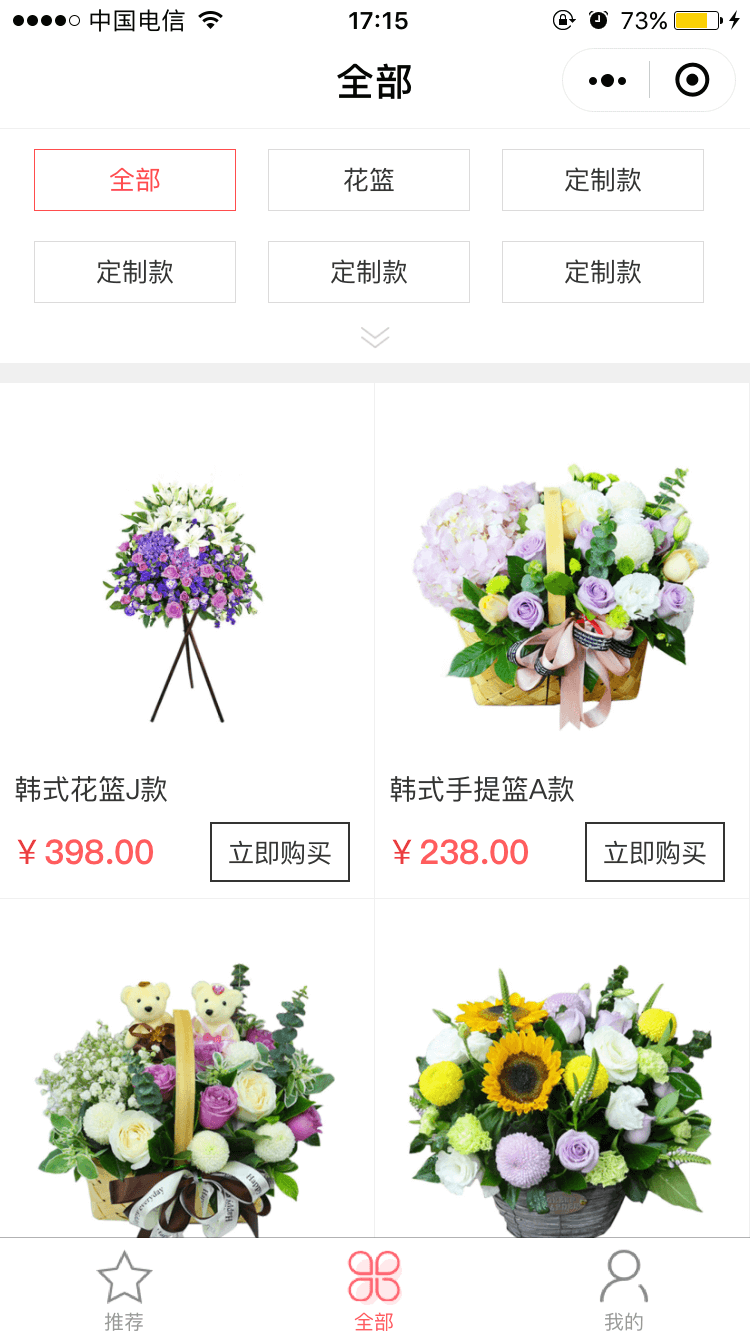 中国电信 17:15 73%
全部
全部 花篮 定制款
定制款 定制款 定制款
韩式花篮J款 韩式手提篮A款
¥ 398.00 立即购买 ¥ 238.00 立即购买
推荐 全部 我的